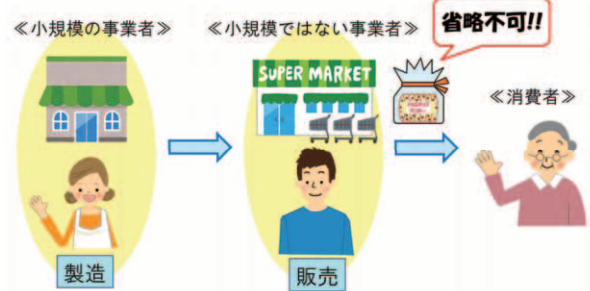 ≪小規模の事業者≫
≪小規模ではない事業者≫
省略不可!!
SUPER MARKET
≪消費者≫
製造
販売